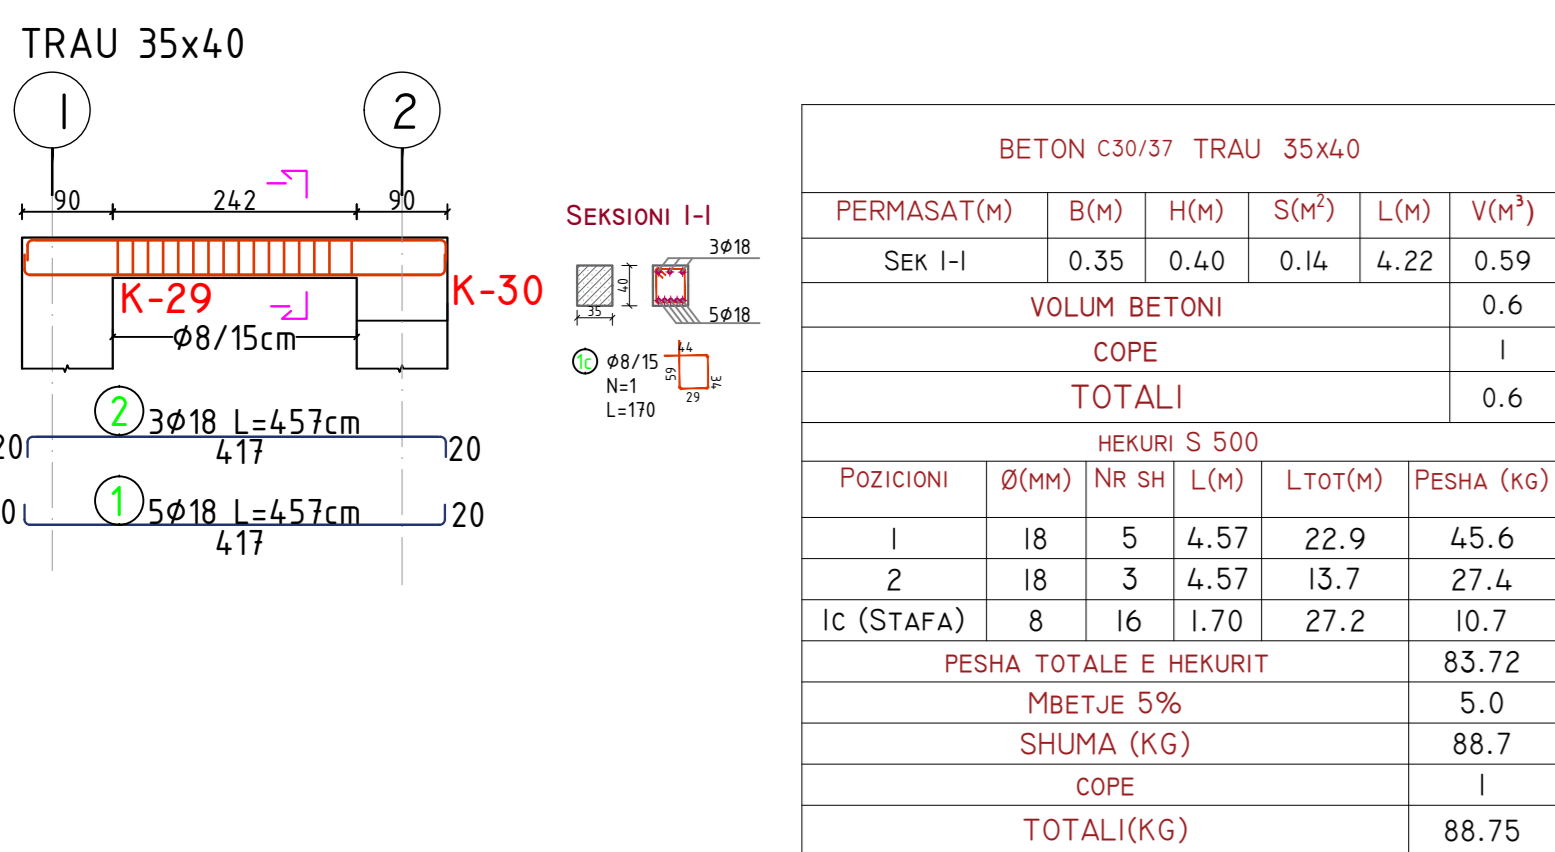 TRAU 35x40
1 2
90 242 90
K-29 K-30
Φ8/15cm
2 3Φ18 L=457cm
20 417 20
1 5Φ18 L=457cm
0 417 20
SEKSIONI I-I
3Φ18
40
35
5Φ18
1c Φ8/15
N=1
L=170
44
59
34
29
BETON C30/37 TRAU 35x40
PERMASAT(M) B(M) H(M) S(M²) L(M) V(M³)
SEK I-I 0.35 0.40 0.14 4.22 0.59
VOLUM BETONI 0.6
COPE 1
TOTALI 0.6
HEKURI S 500
POZICIONI Ø(MM) NR SH L(M) LTOT(M) PESHA (KG)
1 18 5 4.57 22.9 45.6
2 18 3 4.57 13.7 27.4
1C (STAFA) 8 16 1.70 27.2 10.7
PESHA TOTALE E HEKURIT 83.72
MBETJE 5% 5.0
SHUMA (KG) 88.7
COPE 1
TOTALI(KG) 88.75